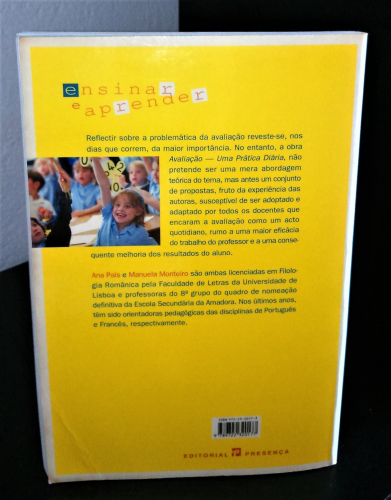 ensinar
e aprender
Reflectir sobre a problemática da avaliação reveste-se, nos
dias que correm, da maior importância. No entanto, a obra
Avaliação — Uma Prática Diária, não
pretende ser uma mera abordagem
teórica do tema, mas antes um conjunto
de propostas, fruto da experiência das
autoras, susceptível de ser adoptado e
adaptado por todos os docentes que
encaram a avaliação como um acto
quotidiano, rumo a uma maior eficácia
do trabalho do professor e a uma conse-
quente melhoria dos resultados do aluno.
Ana Pais e Manuela Monteiro são ambas licenciadas em Filolo-
gia Românica pela Faculdade de Letras da Universidade de
Lisboa e professoras do 8º grupo do quadro de nomeação
definitiva da Escola Secundária da Amadora. Nos últimos anos,
têm sido orientadoras pedagógicas das disciplinas de Português
e Francês, respectivamente.
EDITORIAL PRESENÇA